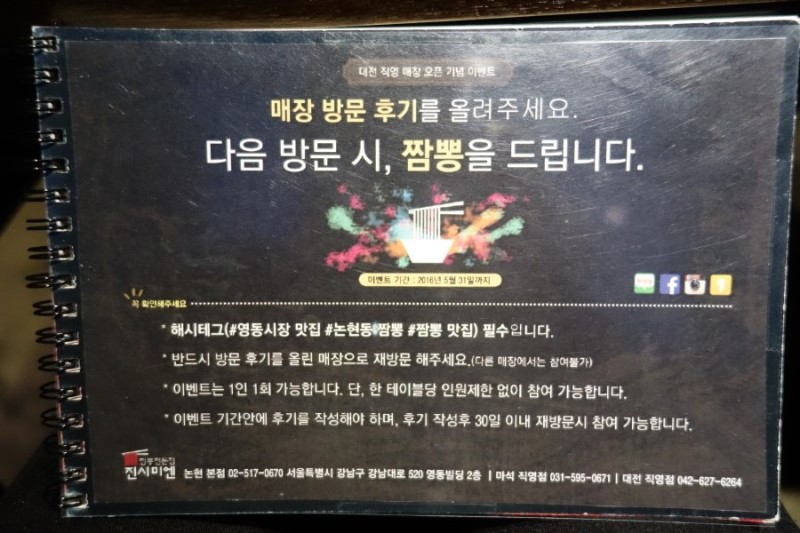 대전 직영 매장 오픈 기념 이벤트
매장 방문 후기를 올려주세요.
다음 방문 시, 짬뽕을 드립니다.
이벤트 기간 : 2016년 5월 31일까지
꼭 확인해주세요
* 해시테그(#영동시장 맛집 #논현동 짬뽕 #짬뽕 맛집) 필수입니다.
* 반드시 방문 후기를 올린 매장으로 재방문 해주세요.(다른 매장에서는 참여불가)
* 이벤트는 1인 1회 가능합니다. 단, 한 테이블당 인원제한 없이 참여 가능합니다.
* 이벤트 기간안에 후기를 작성해야 하며, 후기 작성후 30일 이내 재방문시 참여 가능합니다.
짬뽕전문점
진시미엔 논현 본점 02-517-0670 서울특별시 강남구 강남대로 520 영동빌딩 2층 | 마석 직영점 031-595-0671 | 대전 직영점 042-627-6264